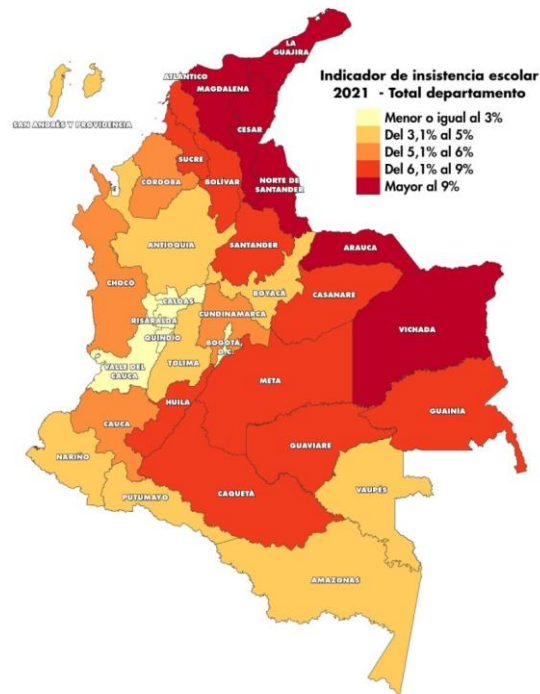 LA
GUAJIRA
ATLÁNTICO
MAGDALENA
Indicador de insistencia escolar
2021 - Total departamento
Menor o igual al 3%
Del 3,1% al 5%
Del 5,1% al 6%
Del 6,1% al 9%
Mayor al 9%
SAN ANDRÉS Y PROVIDENCIA
CESAR
SUCRE
NORTE DE
SANTANDER
CÓRDOBA
BOLÍVAR
ANTIOQUIA
SANTANDER
ARAUCA
CHOCÓ
BOYACÁ
CASANARE
CALDAS
CUNDINAMARCA
RISARALDA
VICHADA
QUINDÍO
BOGOTÁ,
D.C.
VALLE DEL
CAUCA
TOLIMA
META
HUILA
GUAINÍA
CAUCA
GUAVIARE
NARIÑO
CAQUETÁ
VAUPÉS
PUTUMAYO
AMAZONAS